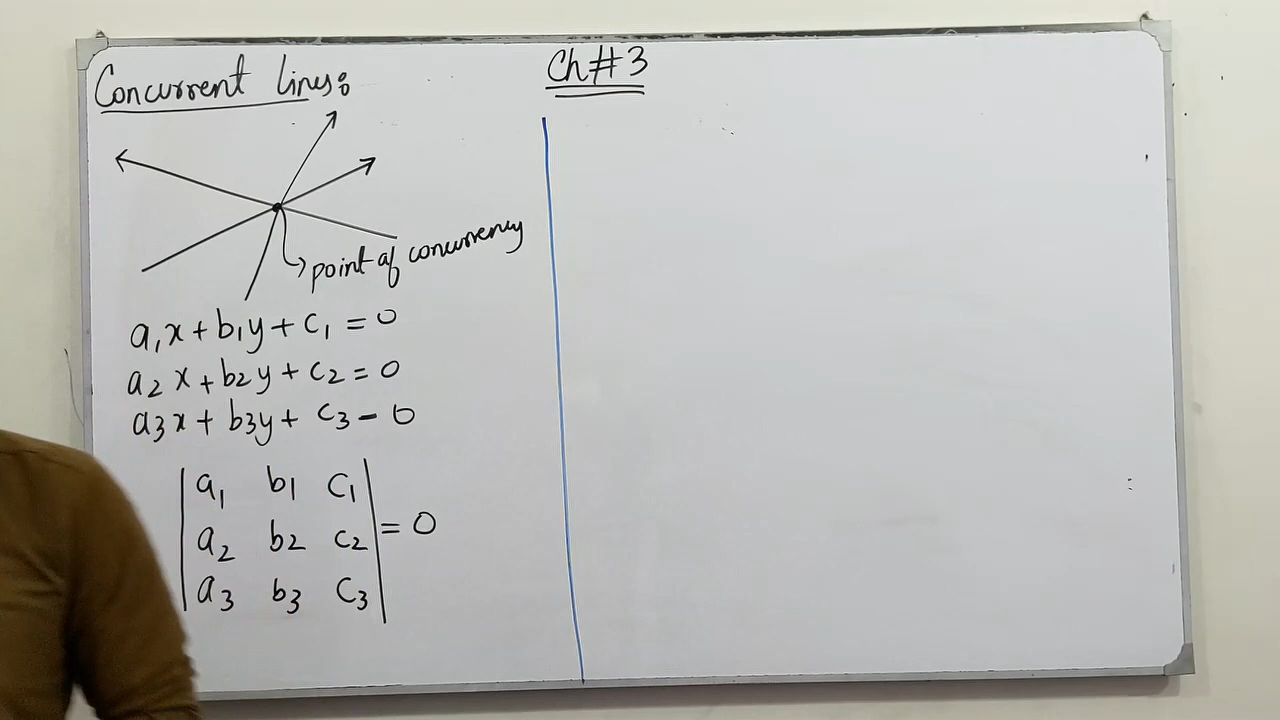 Concurrent lines:
Ch#3
point of concurrency
a₁x + b₁y + c₁ = 0
a₂x + b₂y + c₂ = 0
a₃x + b₃y + c₃ - 0
| a₁ b₁ c₁ |
| a₂ b₂ c₂ | = 0
| a₃ b₃ c₃ |